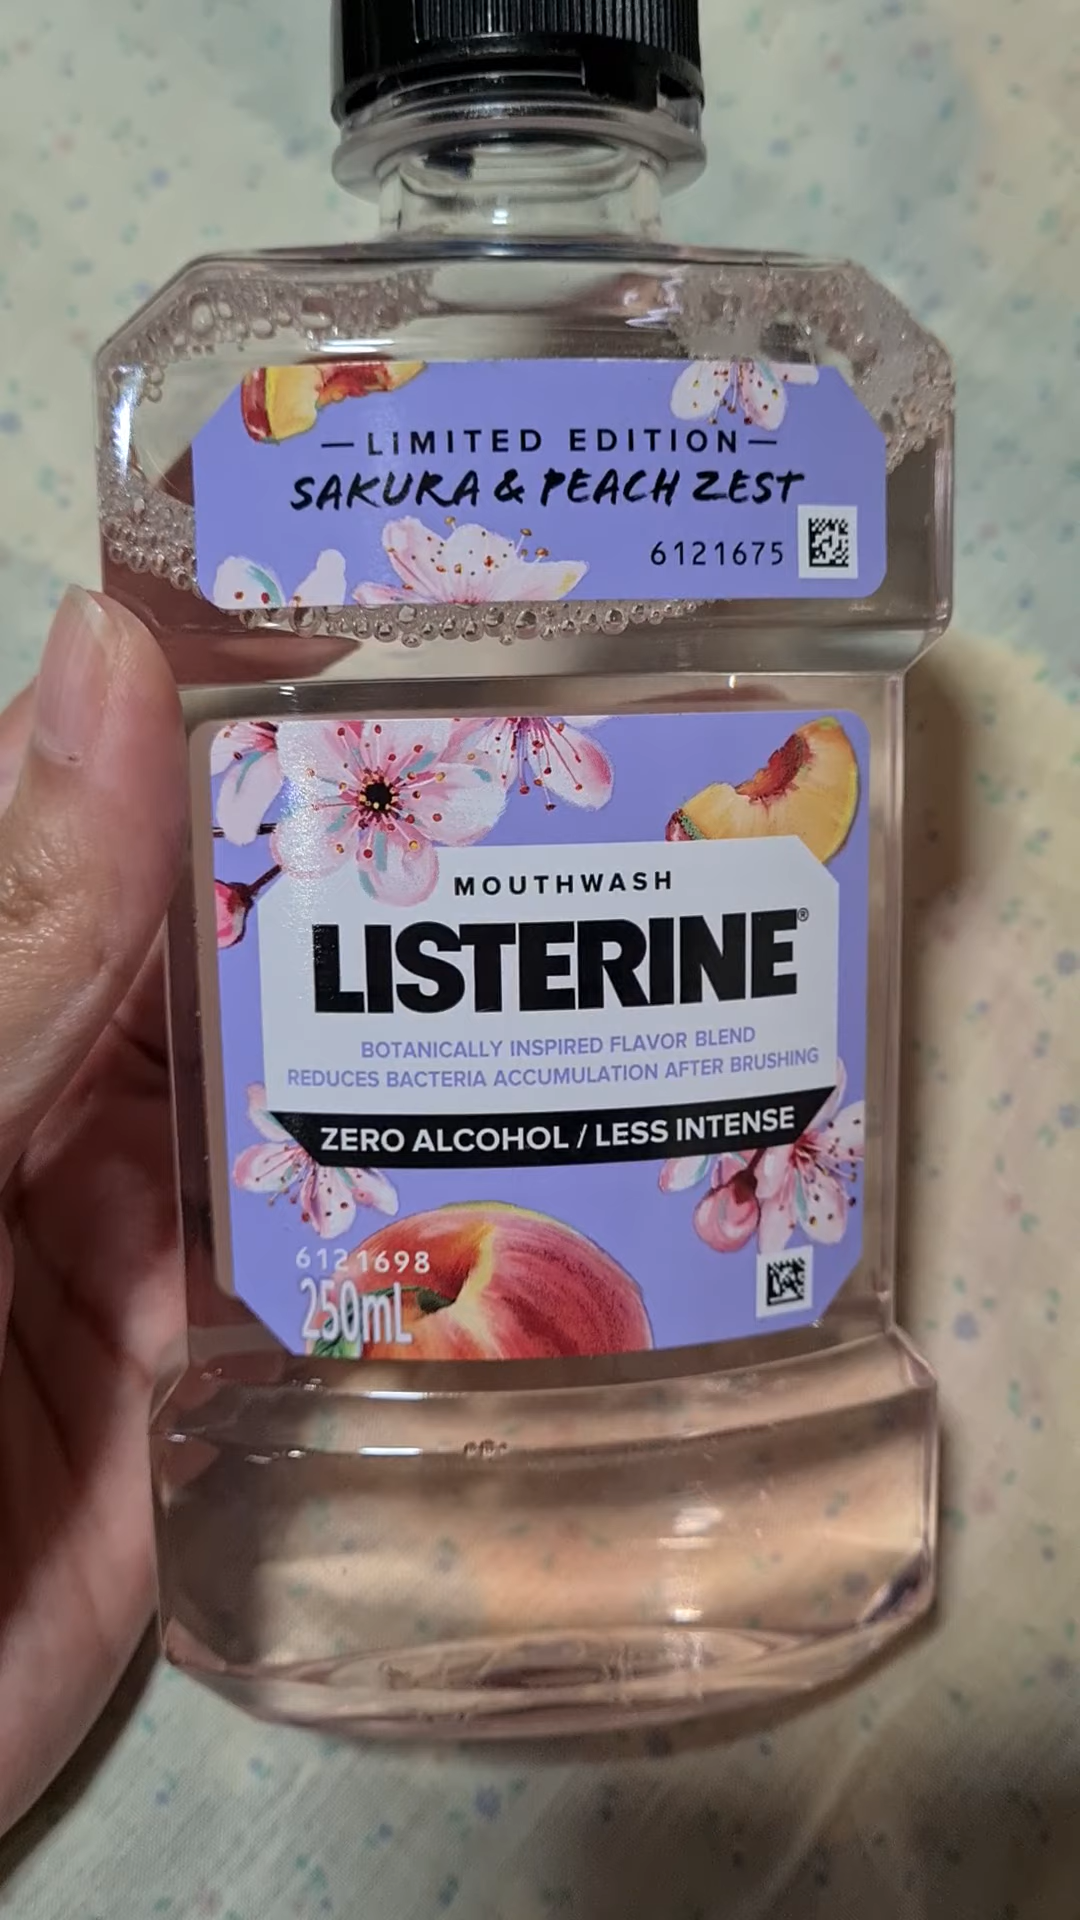 — LIMITED EDITION —
SAKURA & PEACH ZEST
6121675
MOUTHWASH
LISTERINE®
BOTANICALLY INSPIRED FLAVOR BLEND
REDUCES BACTERIA ACCUMULATION AFTER BRUSHING
ZERO ALCOHOL / LESS INTENSE
6121698
250mL